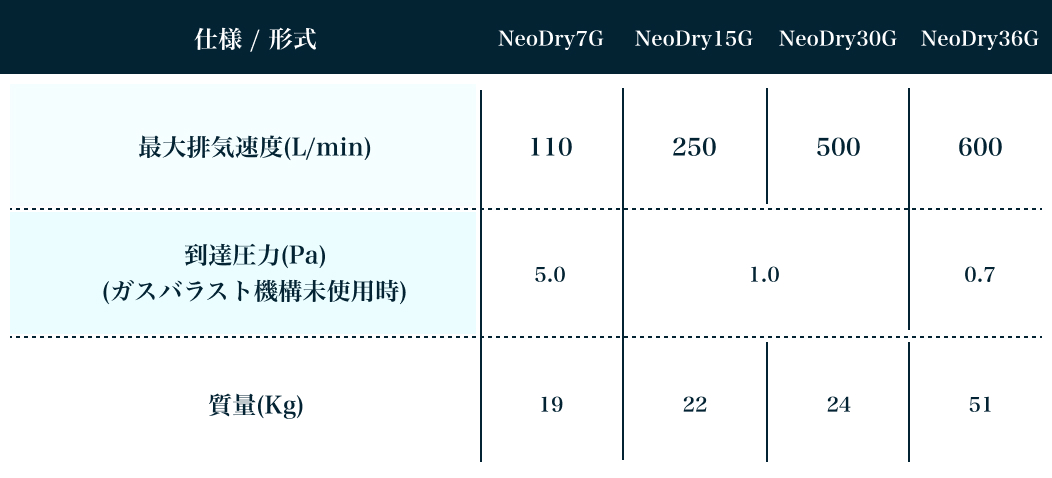 仕様 / 形式 NeoDry7G NeoDry15G NeoDry30G NeoDry36G
最大排気速度(L/min) 110 250 500 600
到達圧力(Pa)
(ガスバラスト機構未使用時) 5.0 1.0 0.7
質量(Kg) 19 22 24 51